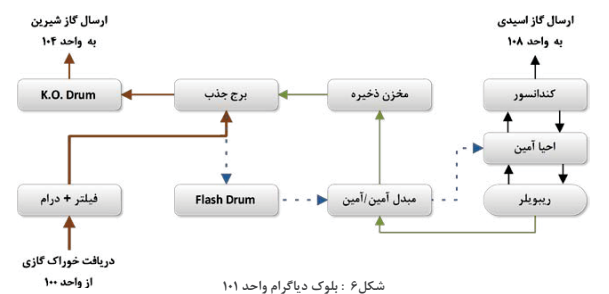 ارسال گاز شیرین
به واحد ۱۰۴
ارسال گاز اسیدی
به واحد ۱۰۸
K.O. Drum
برج جذب
مخزن ذخیره
کندانسور
احیا آمین
فیلتر + درام
Flash Drum
مبدل آمین/آمین
ریبویلر
دریافت خوراک گازی
از واحد ۱۰۰
شکل۶ : بلوک دیاگرام واحد ۱۰۱